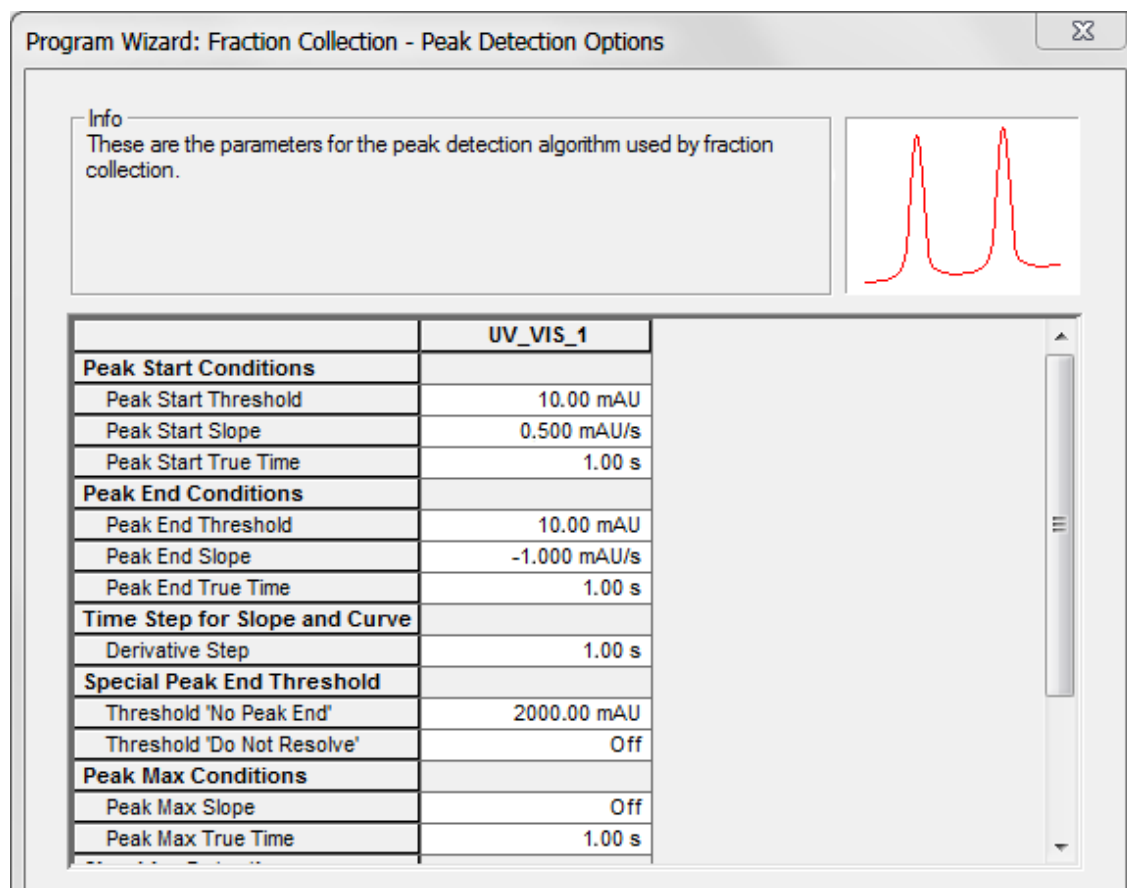 Program Wizard: Fraction Collection - Peak Detection Options
Info
These are the parameters for the peak detection algorithm used by fraction
collection.
UV_VIS_1
Peak Start Conditions
Peak Start Threshold 10.00 mAU
Peak Start Slope 0.500 mAU/s
Peak Start True Time 1.00 s
Peak End Conditions
Peak End Threshold 10.00 mAU
Peak End Slope -1.000 mAU/s
Peak End True Time 1.00 s
Time Step for Slope and Curve
Derivative Step 1.00 s
Special Peak End Threshold
Threshold 'No Peak End' 2000.00 mAU
Threshold 'Do Not Resolve' Off
Peak Max Conditions
Peak Max Slope Off
Peak Max True Time 1.00 s